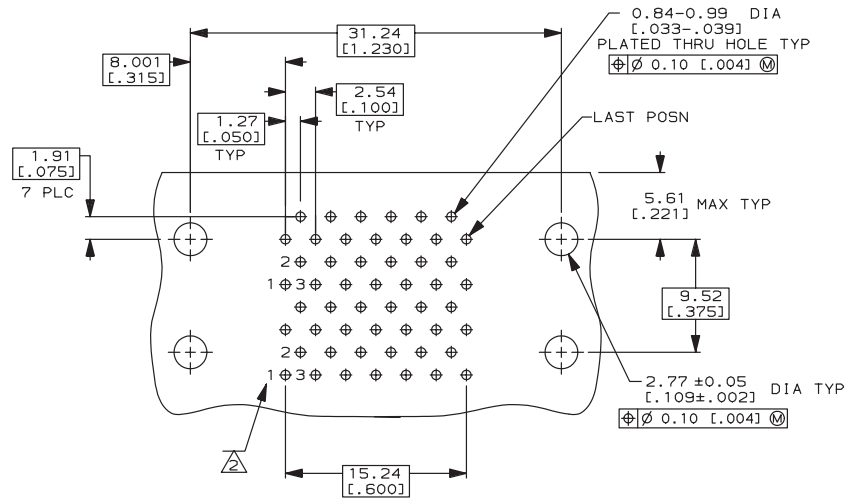 0.84-0.99 DIA
[.033-.039]
PLATED THRU HOLE TYP
⌖ Ø 0.10 [.004] Ⓜ
31.24
[1.230]
8.001
[.315]
2.54
[.100]
TYP
1.27
[.050]
TYP
LAST POSN
1.91
[.075]
7 PLC
5.61
[.221] MAX TYP
2
1 3
9.52
[.375]
2
1 3
2.77 ±0.05 DIA TYP
[.109±.002]
⌖ Ø 0.10 [.004] Ⓜ
2
15.24
[.600]